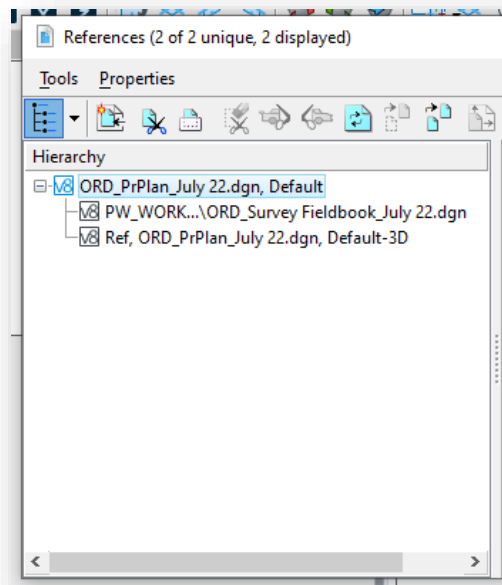 References (2 of 2 unique, 2 displayed)
Tools Properties
Hierarchy
V8 ORD_PrPlan_July 22.dgn, Default
V8 PW_WORK...\ORD_Survey Fieldbook_July 22.dgn
V8 Ref, ORD_PrPlan_July 22.dgn, Default-3D